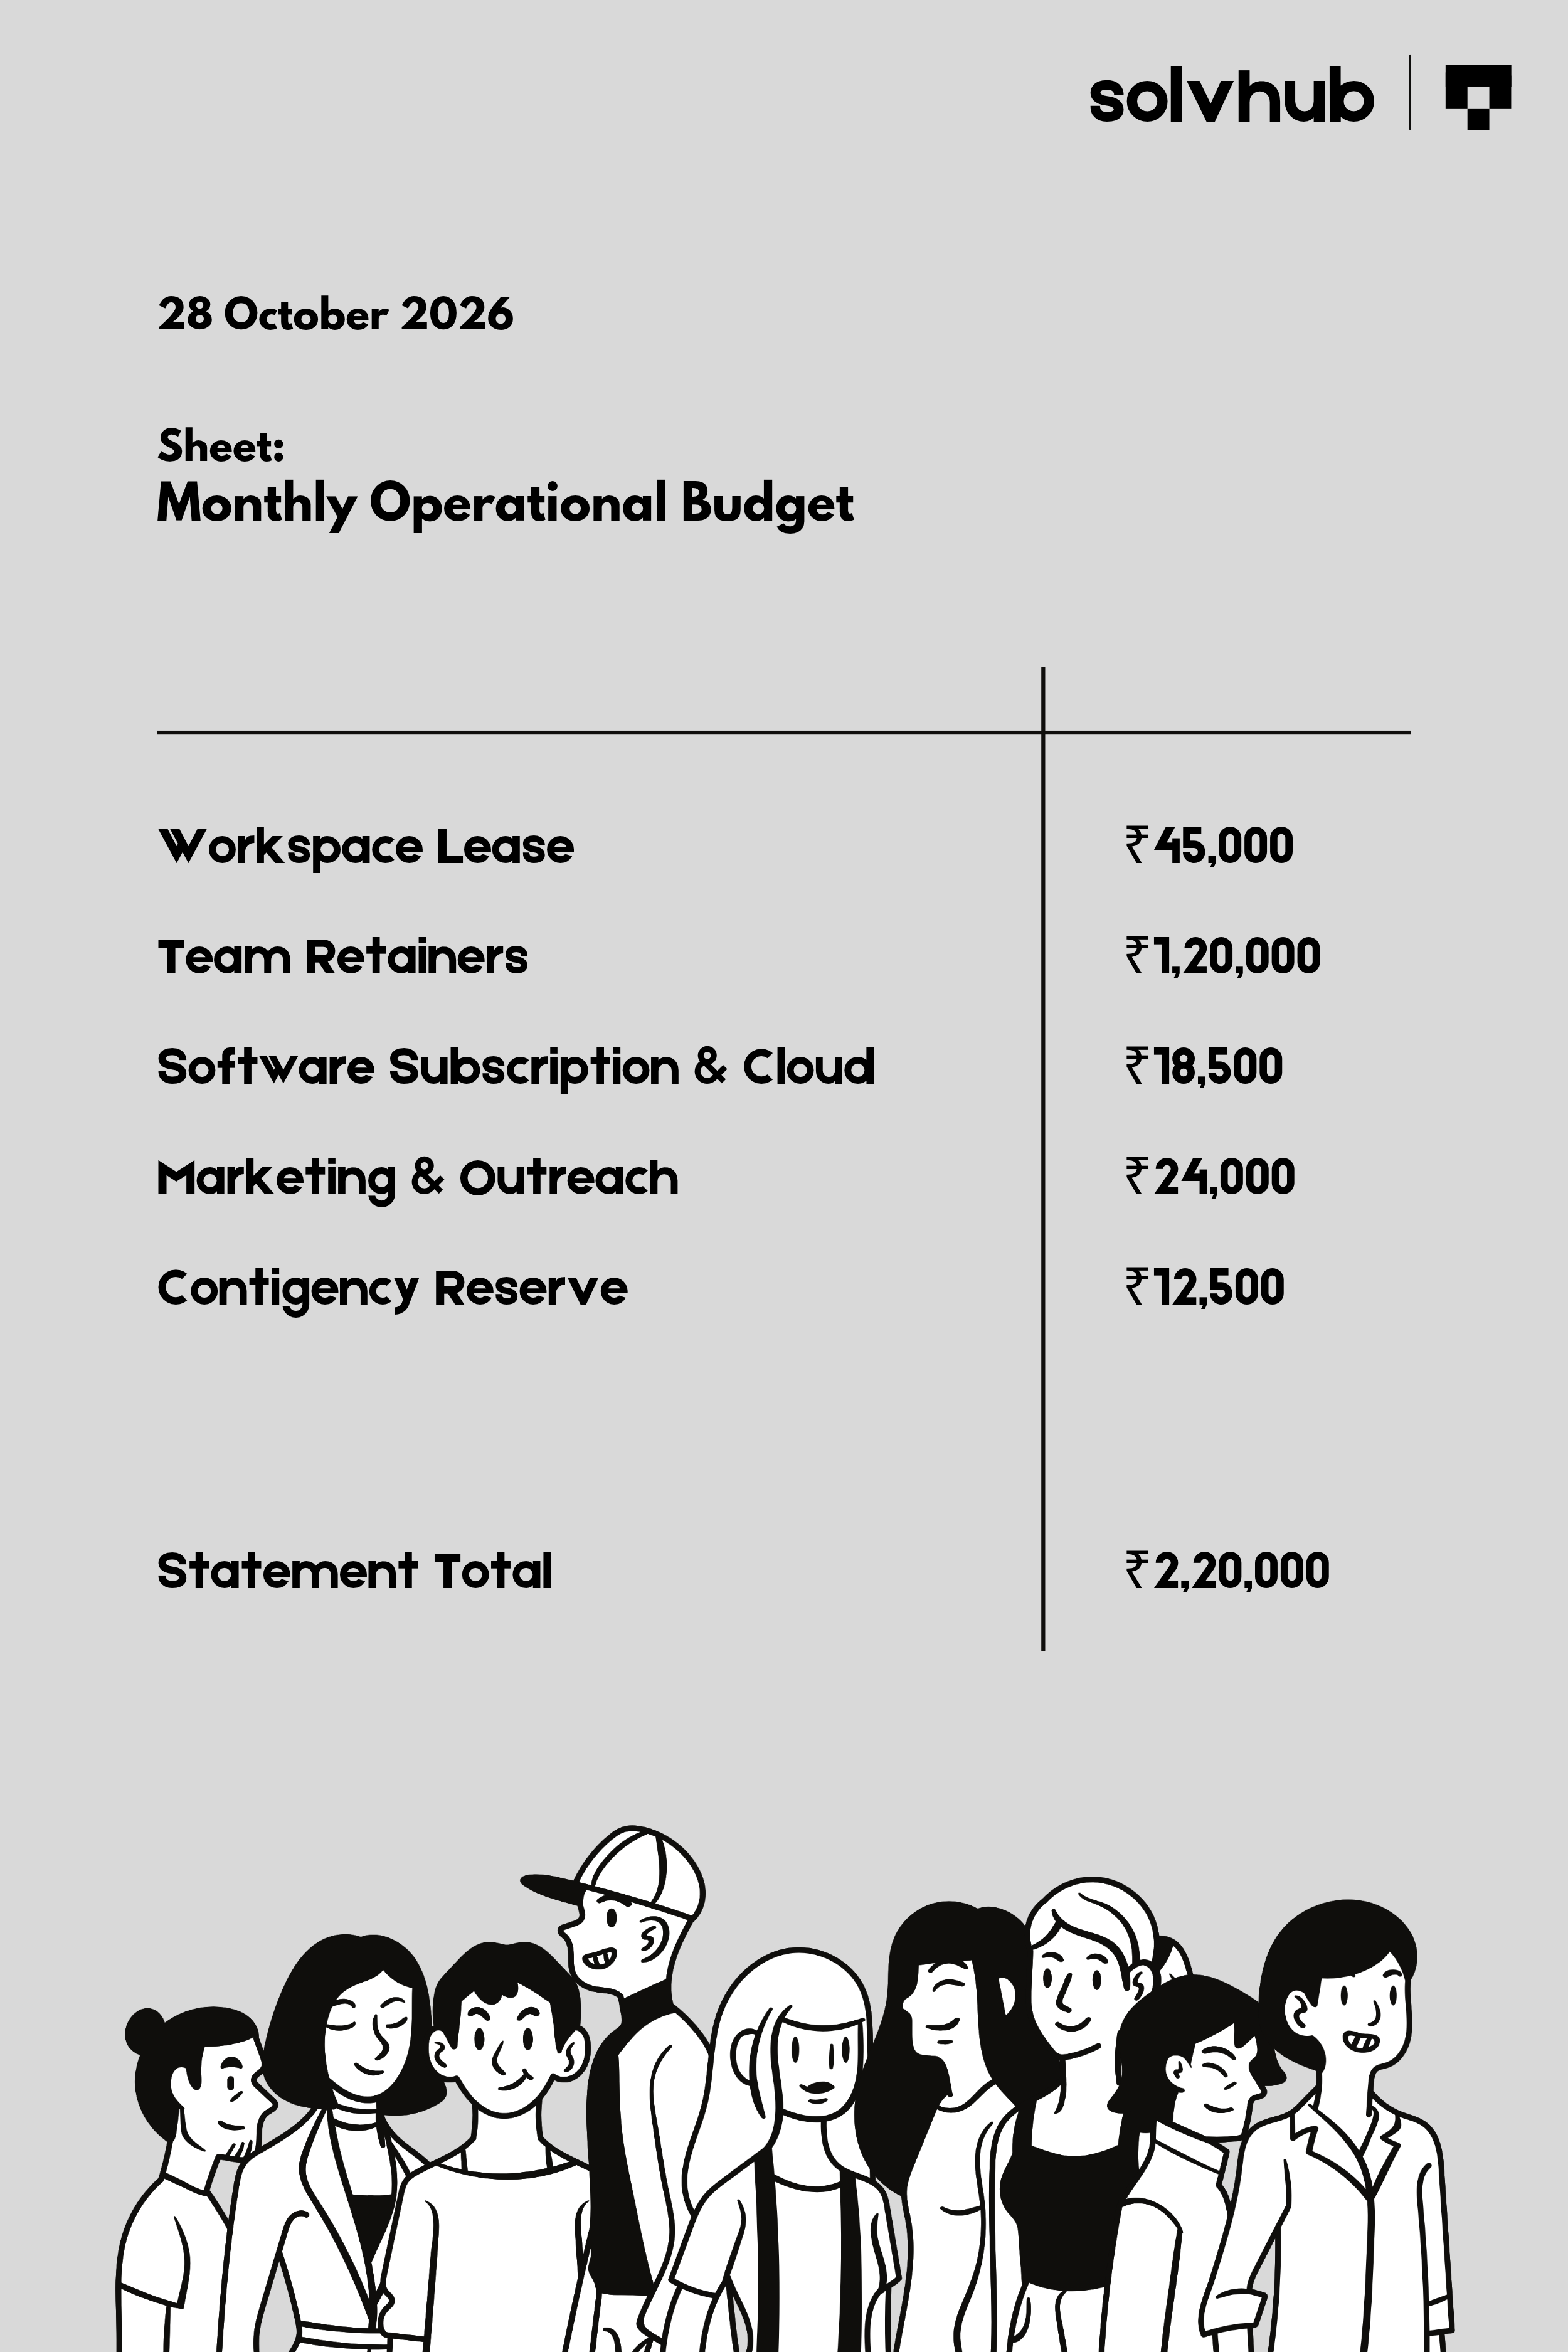 solvhub
28 October 2026
Sheet:
Monthly Operational Budget
Workspace Lease ₹45,000
Team Retainers ₹1,20,000
Software Subscription & Cloud ₹18,500
Marketing & Outreach ₹24,000
Contigency Reserve ₹12,500
Statement Total ₹2,20,000